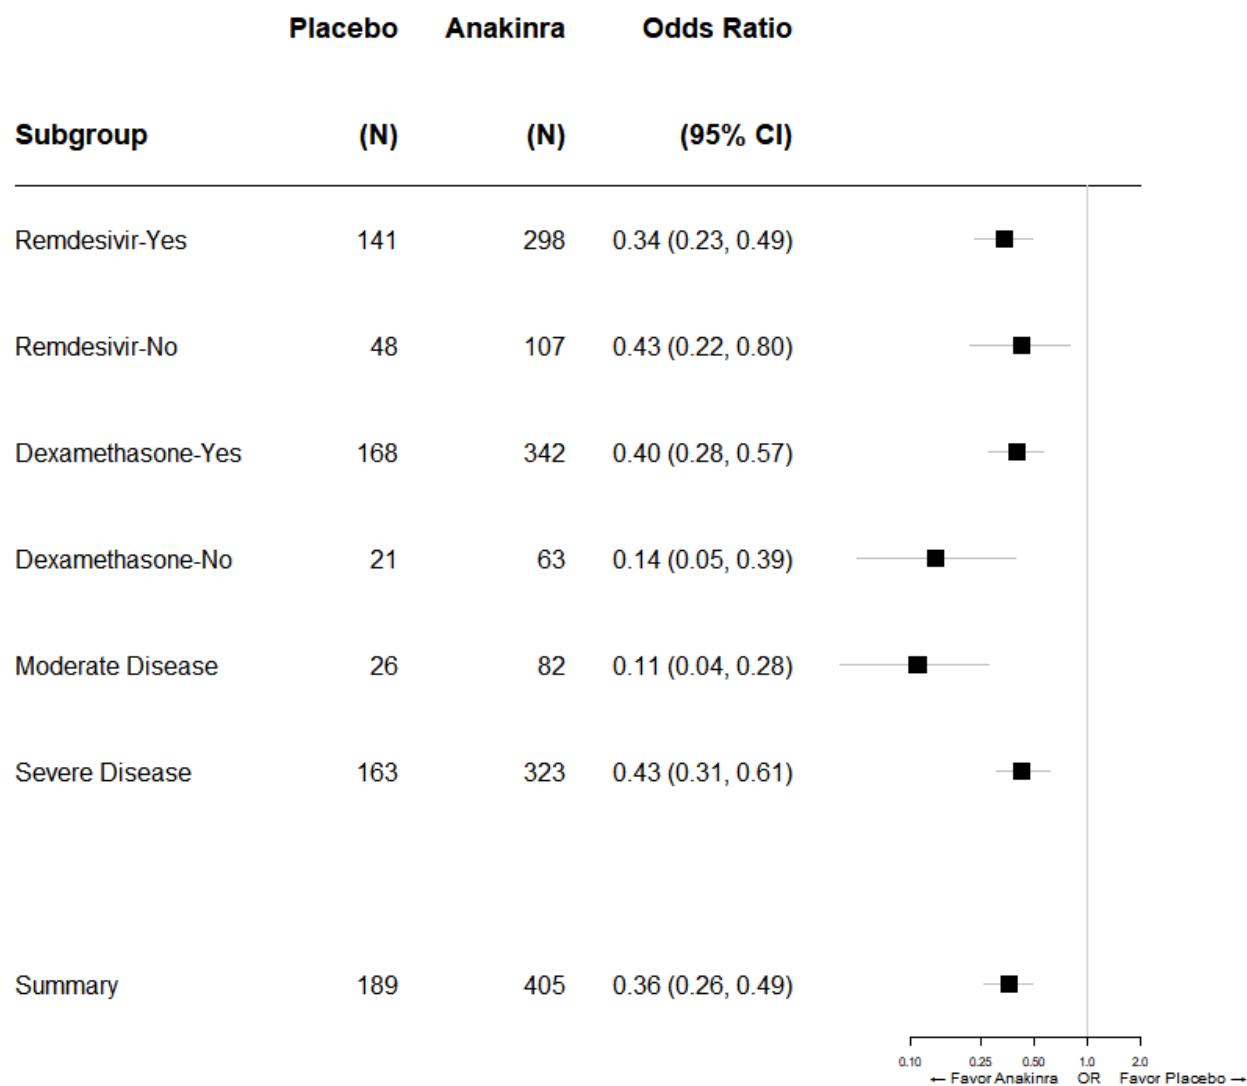 Placebo Anakinra Odds Ratio
Subgroup (N) (N) (95% CI)
Remdesivir-Yes 141 298 0.34 (0.23, 0.49)
Remdesivir-No 48 107 0.43 (0.22, 0.80)
Dexamethasone-Yes 168 342 0.40 (0.28, 0.57)
Dexamethasone-No 21 63 0.14 (0.05, 0.39)
Moderate Disease 26 82 0.11 (0.04, 0.28)
Severe Disease 163 323 0.43 (0.31, 0.61)
Summary 189 405 0.36 (0.26, 0.49)
0.10 0.25 0.50 1.0 2.0
← Favor Anakinra OR Favor Placebo →